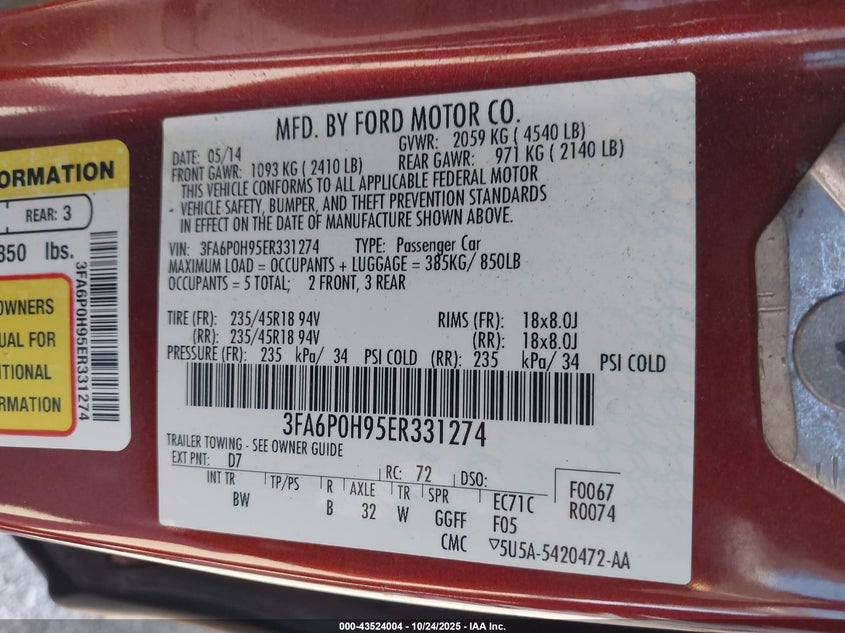 MFD. BY FORD MOTOR CO.
DATE: 05/14 GVWR: 2059 KG ( 4540 LB)
FRONT GAWR: 1093 KG ( 2410 LB) REAR GAWR: 971 KG ( 2140 LB)
THIS VEHICLE CONFORMS TO ALL APPLICABLE FEDERAL MOTOR
VEHICLE SAFETY, BUMPER, AND THEFT PREVENTION STANDARDS
IN EFFECT ON THE DATE OF MANUFACTURE SHOWN ABOVE.
VIN: 3FA6P0H95ER331274 TYPE: Passenger Car
MAXIMUM LOAD = OCCUPANTS + LUGGAGE = 385KG/ 850LB
OCCUPANTS = 5 TOTAL; 2 FRONT, 3 REAR
TIRE (FR): 235/45R18 94V RIMS (FR): 18x8.0J
(RR): 235/45R18 94V (RR): 18x8.0J
PRESSURE (FR): 235 kPa/ 34 PSI COLD (RR): 235 kPa/ 34 PSI COLD
3FA6P0H95ER331274
TRAILER TOWING - SEE OWNER GUIDE
EXT PNT: D7 RC: 72 DSO:
INT TR TP/PS R AXLE TR SPR EC71C F0067
BW B 32 W GGFF F05 R0074
CMC ▽5U5A-5420472-AA
ORMATION
REAR: 3
850 lbs.
OWNERS
UAL FOR
ITIONAL
ORMATION
3FA6P0H95ER331274
000-43524004 - 10/24/2025 - IAA Inc.